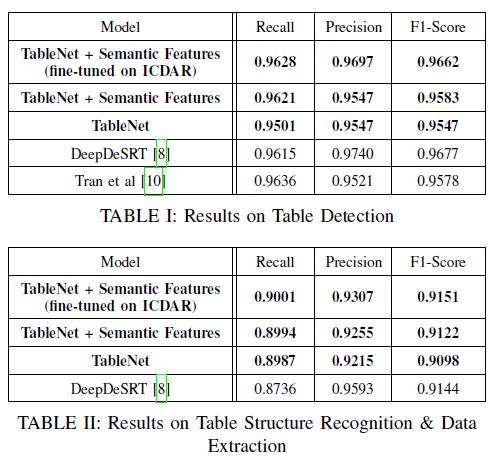 Model Recall Precision F1-Score
TableNet + Semantic Features
(fine-tuned on ICDAR) 0.9628 0.9697 0.9662
TableNet + Semantic Features 0.9621 0.9547 0.9583
TableNet 0.9501 0.9547 0.9547
DeepDeSRT [8] 0.9615 0.9740 0.9677
Tran et al [10] 0.9636 0.9521 0.9578
TABLE I: Results on Table Detection
Model Recall Precision F1-Score
TableNet + Semantic Features
(fine-tuned on ICDAR) 0.9001 0.9307 0.9151
TableNet + Semantic Features 0.8994 0.9255 0.9122
TableNet 0.8987 0.9215 0.9098
DeepDeSRT [8] 0.8736 0.9593 0.9144
TABLE II: Results on Table Structure Recognition & Data
Extraction